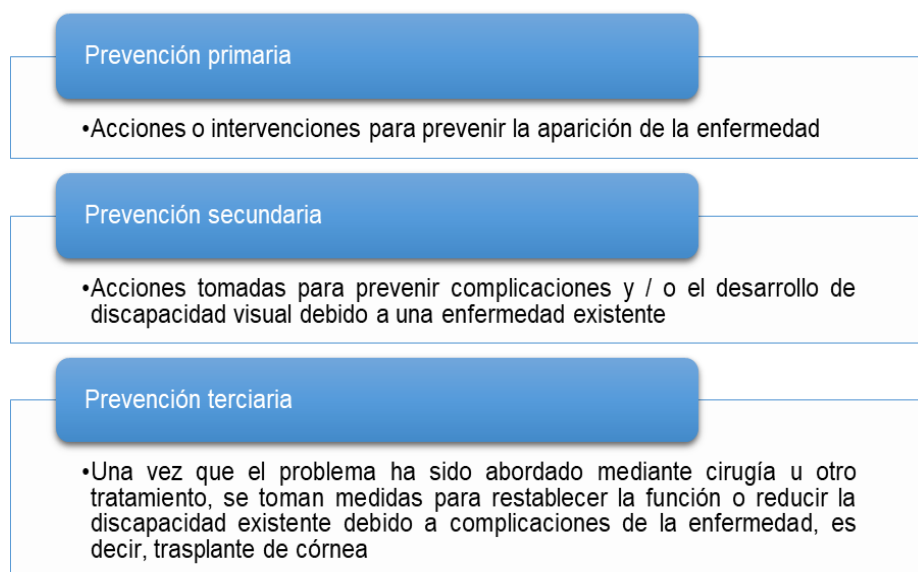 Prevención primaria
•Acciones o intervenciones para prevenir la aparición de la enfermedad
Prevención secundaria
•Acciones tomadas para prevenir complicaciones y / o el desarrollo de
discapacidad visual debido a una enfermedad existente
Prevención terciaria
•Una vez que el problema ha sido abordado mediante cirugía u otro
tratamiento, se toman medidas para restablecer la función o reducir la
discapacidad existente debido a complicaciones de la enfermedad, es
decir, trasplante de córnea